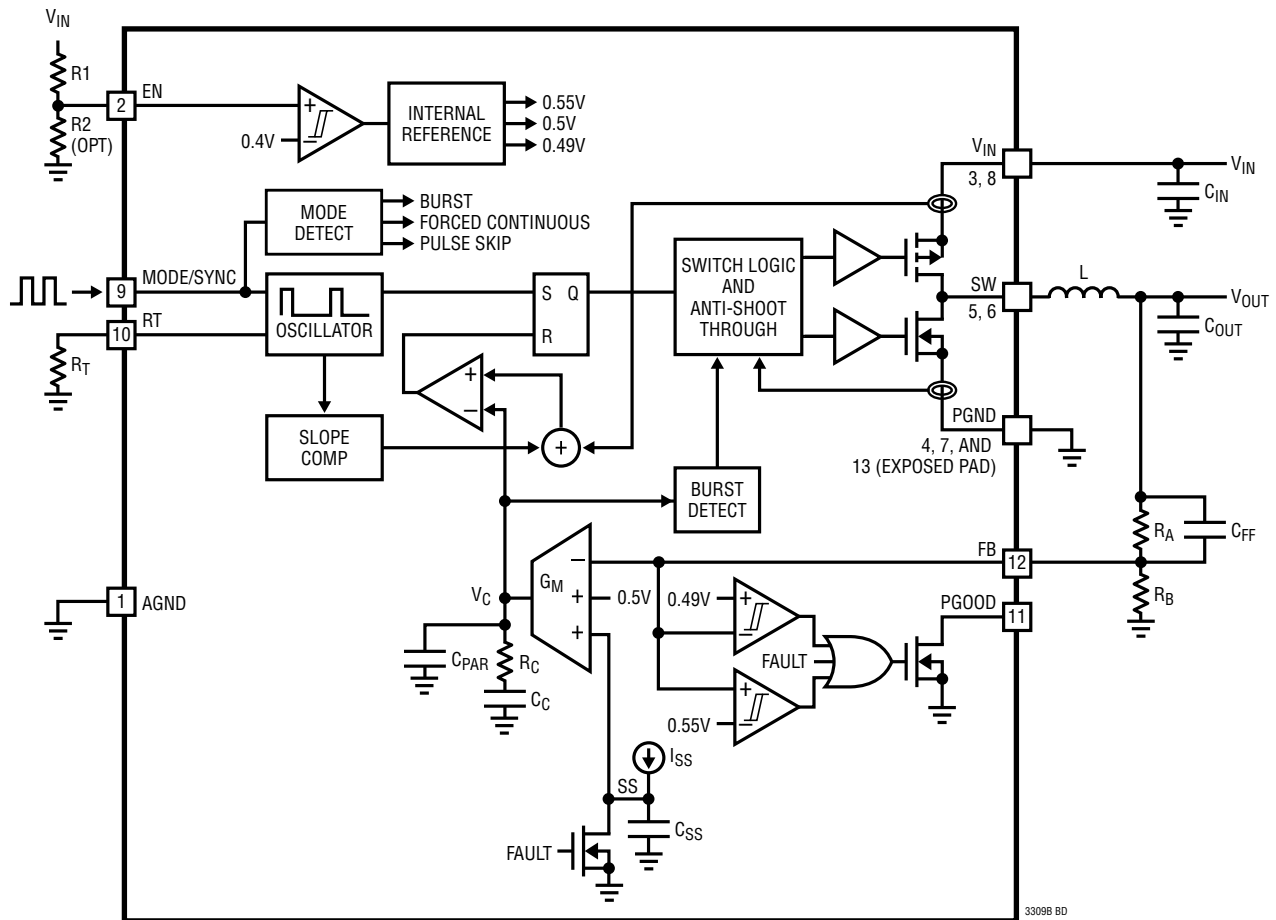 VIN
R1
R2
(OPT)
2
EN
0.4V
+
–
INTERNAL
REFERENCE
0.55V
0.5V
0.49V
MODE
DETECT
BURST
FORCED CONTINUOUS
PULSE SKIP
9
MODE/SYNC
10
RT
RT
OSCILLATOR
S Q
R
SLOPE
COMP
+
–
+
SWITCH LOGIC
AND
ANTI-SHOOT
THROUGH
BURST
DETECT
VIN
3, 8
VIN
CIN
SW
5, 6
L
VOUT
COUT
PGND
4, 7, AND
13 (EXPOSED PAD)
RA
CFF
FB
12
RB
PGOOD
11
1
AGND
VC
GM
–
+
+
0.5V
0.49V
+
–
FAULT
+
–
0.55V
CPAR
RC
CC
ISS
SS
CSS
FAULT
3309B BD